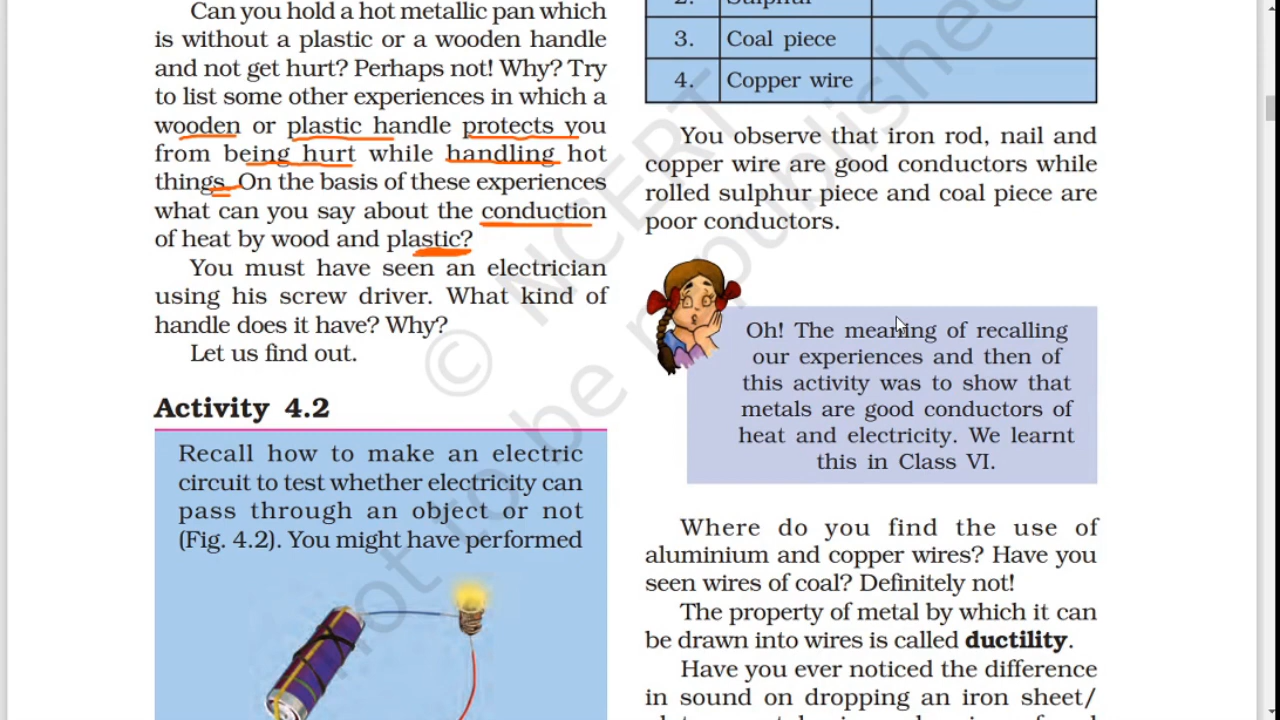 Can you hold a hot metallic pan which
is without a plastic or a wooden handle
and not get hurt? Perhaps not! Why? Try
to list some other experiences in which a
wooden or plastic handle protects you
from being hurt while handling hot
things. On the basis of these experiences
what can you say about the conduction
of heat by wood and plastic?
You must have seen an electrician
using his screw driver. What kind of
handle does it have? Why?
Let us find out.
Activity 4.2
Recall how to make an electric
circuit to test whether electricity can
pass through an object or not
(Fig. 4.2). You might have performed
2. Sulphur
3. Coal piece
4. Copper wire
You observe that iron rod, nail and
copper wire are good conductors while
rolled sulphur piece and coal piece are
poor conductors.
Oh! The meaning of recalling
our experiences and then of
this activity was to show that
metals are good conductors of
heat and electricity. We learnt
this in Class VI.
Where do you find the use of
aluminium and copper wires? Have you
seen wires of coal? Definitely not!
The property of metal by which it can
be drawn into wires is called ductility.
Have you ever noticed the difference
in sound on dropping an iron sheet/
© NCERT
not to be republished